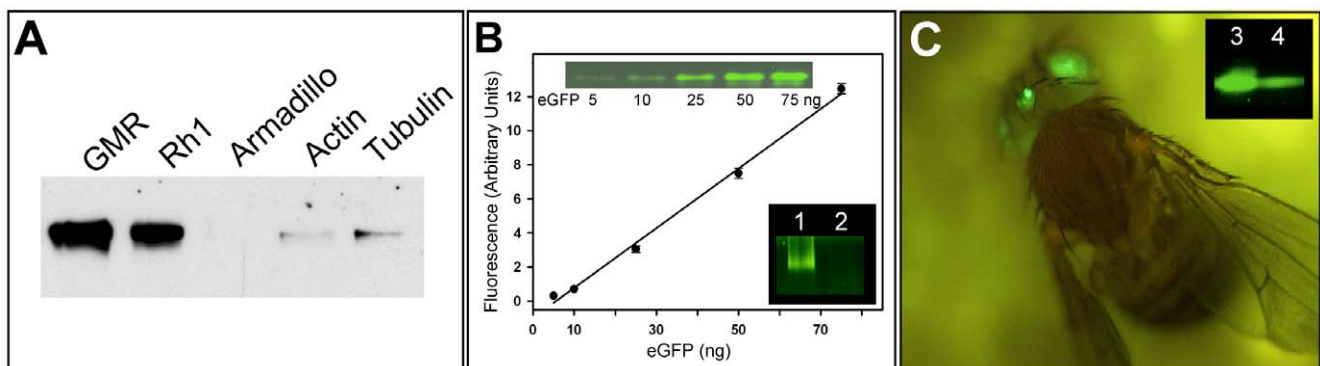 A
GMR
Rh1
Armadillo
Actin
Tubulin
B
Fluorescence (Arbitrary Units)
12
10
8
6
4
2
0
eGFP 5 10 25 50 75 ng
1 2
0 10 30 50 70
eGFP (ng)
C
3 4